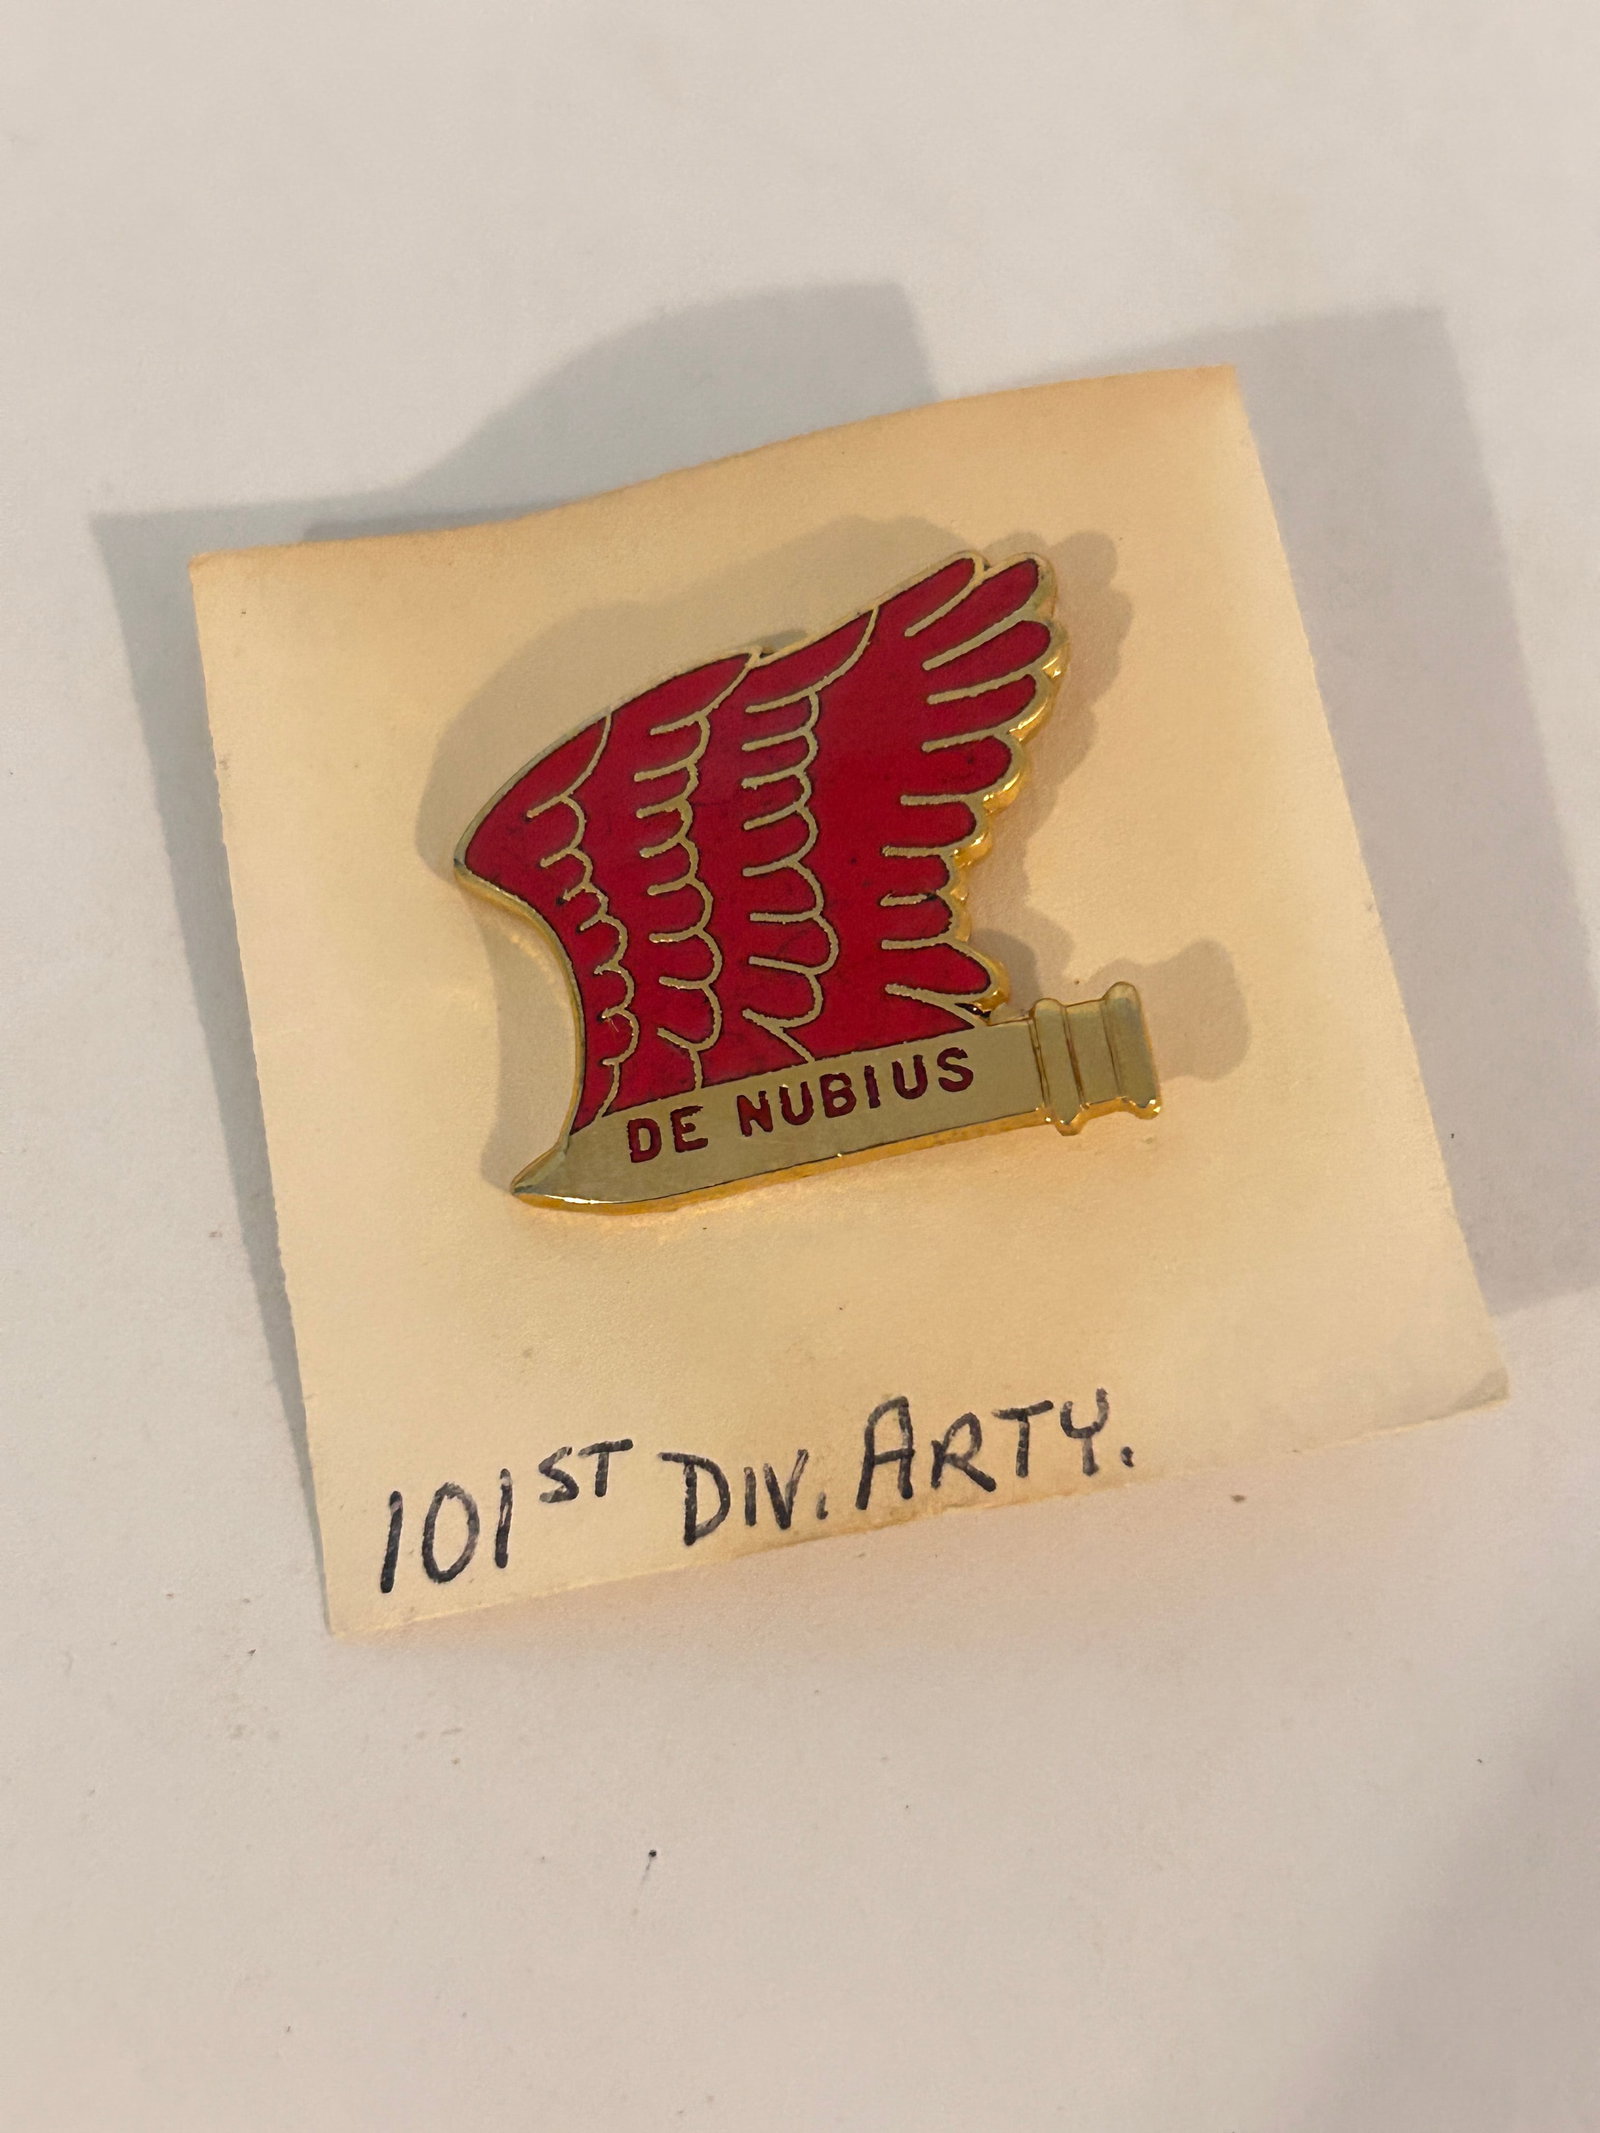 DE NUBIUS
101ST DIV. ARTY.